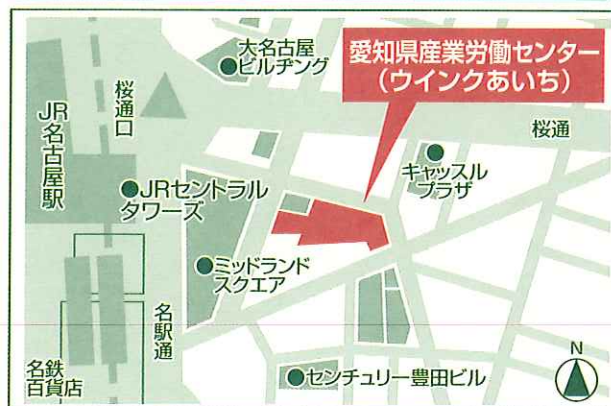 大名古屋
ビルヂング
愛知県産業労働センター
（ウインクあいち）
桜通口
JR名古屋駅
桜通
キャッスル
プラザ
JRセントラル
タワーズ
ミッドランド
スクエア
名駅通
名鉄
百貨店
センチュリー豊田ビル
N